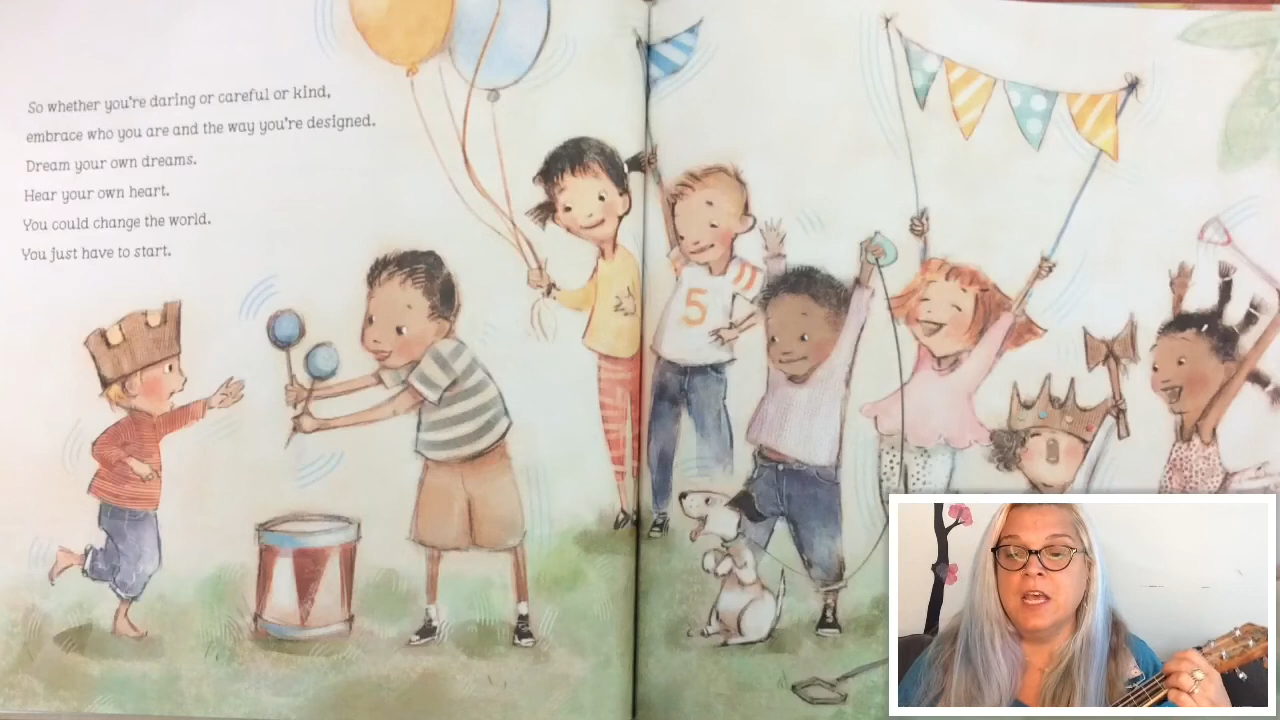 So whether you're daring or careful or kind,
embrace who you are and the way you're designed.
Dream your own dreams.
Hear your own heart.
You could change the world.
You just have to start.
5